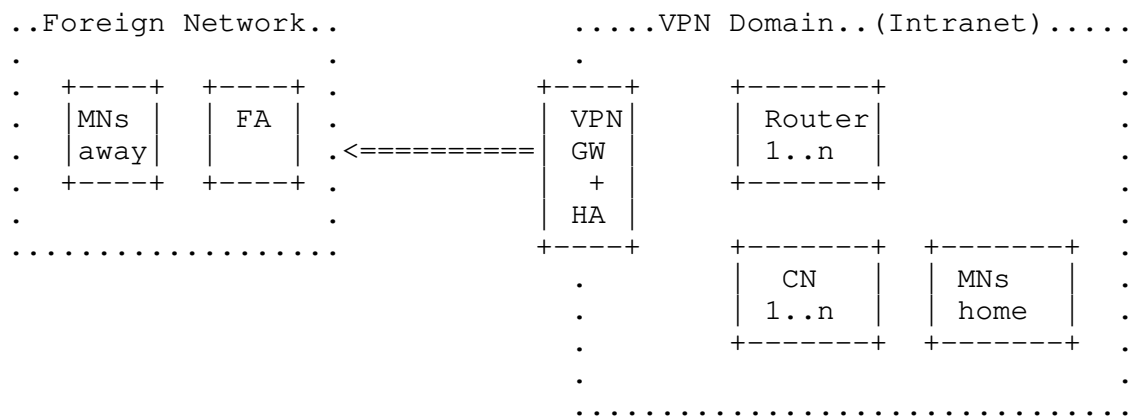 ..Foreign Network.. .....VPN Domain..(Intranet).....
. . . .
. +----+ +----+ . +----+ +-------+ .
. |MNs | | FA | . | VPN| | Router| .
. |away| | | .<==========| GW | | 1..n | .
. +----+ +----+ . | + | +-------+ .
. . | HA | .
................... +----+ +-------+ +-------+ .
. | CN | | MNs | .
. | 1..n | | home | .
. +-------+ +-------+ .
. .
................................